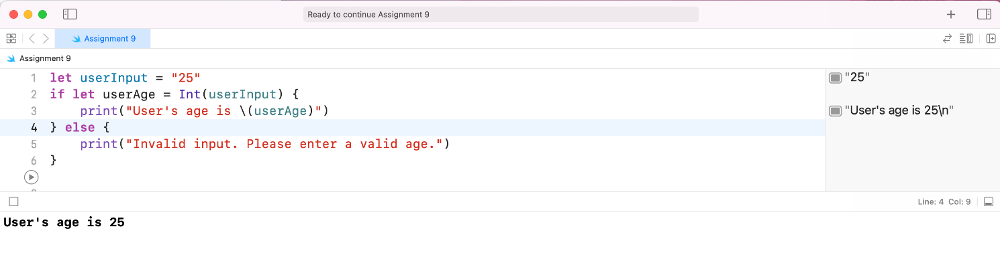 Ready to continue Assignment 9
Assignment 9
Assignment 9
1 let userInput = "25"
"25"
2 if let userAge = Int(userInput) {
3 print("User's age is \(userAge)")
"User's age is 25\n"
4 } else {
5 print("Invalid input. Please enter a valid age.")
6 }
Line: 4 Col: 9
User's age is 25